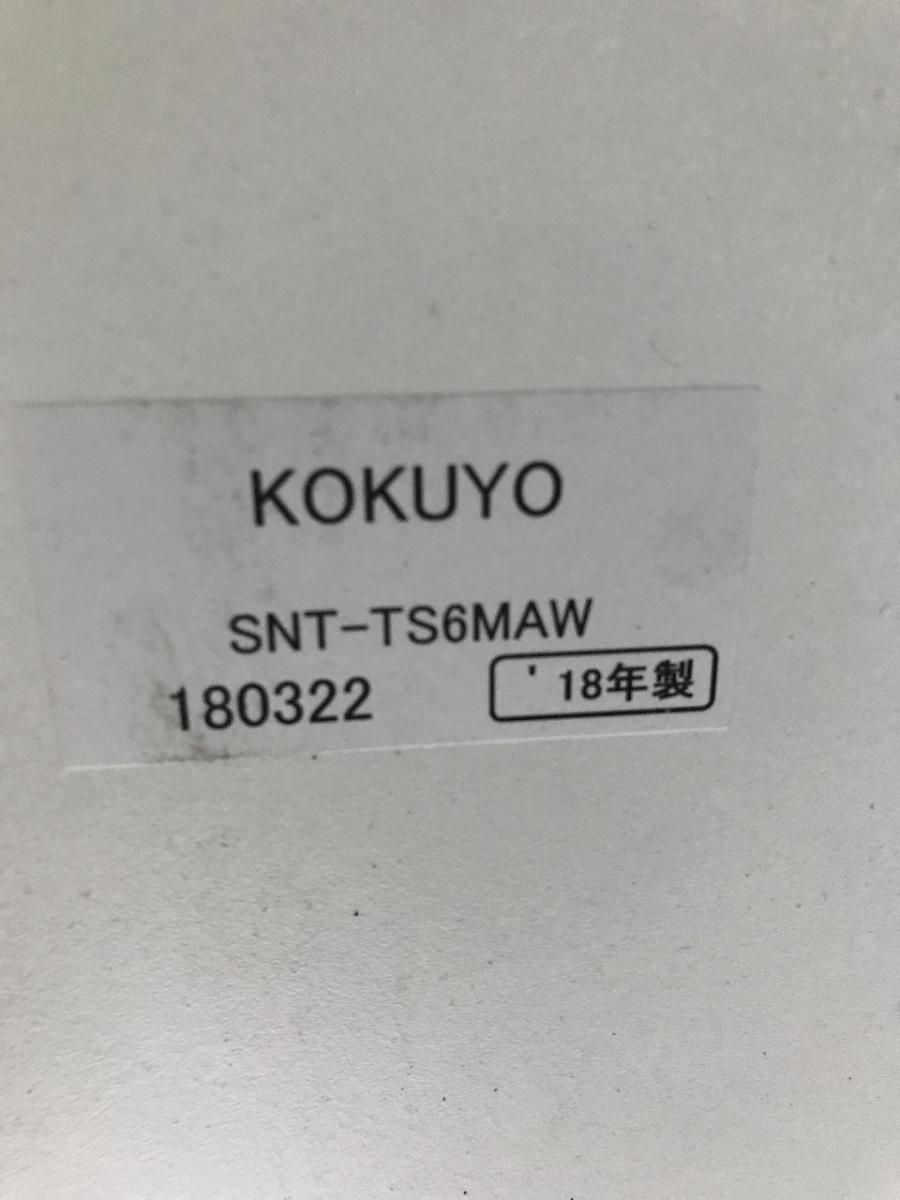 KOKUYO
SNT-TS6MAW
180322 '18年製